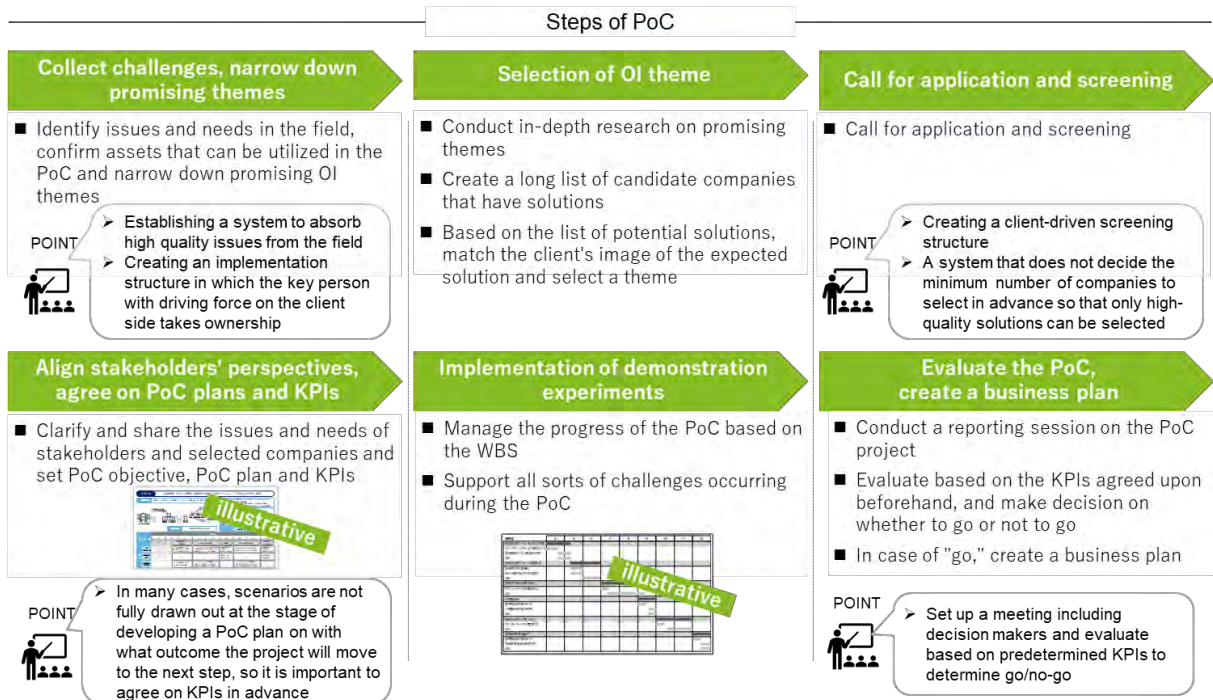 Steps of PoC
Collect challenges, narrow down
promising themes
■ Identify issues and needs in the field,
confirm assets that can be utilized in the
PoC and narrow down promising OI
themes
POINT
➢ Establishing a system to absorb
high quality issues from the field
➢ Creating an implementation
structure in which the key person
with driving force on the client
side takes ownership
Selection of OI theme
■ Conduct in-depth research on promising
themes
■ Create a long list of candidate companies
that have solutions
■ Based on the list of potential solutions,
match the client's image of the expected
solution and select a theme
Call for application and screening
■ Call for application and screening
POINT
➢ Creating a client-driven screening
structure
➢ A system that does not decide the
minimum number of companies to
select in advance so that only high-
quality solutions can be selected
Align stakeholders' perspectives,
agree on PoC plans and KPIs
■ Clarify and share the issues and needs of
stakeholders and selected companies and
set PoC objective, PoC plan and KPIs
illustrative
POINT
➢ In many cases, scenarios are not
fully drawn out at the stage of
developing a PoC plan on with
what outcome the project will move
to the next step, so it is important to
agree on KPIs in advance
Implementation of demonstration
experiments
■ Manage the progress of the PoC based on
the WBS
■ Support all sorts of challenges occurring
during the PoC
illustrative
Evaluate the PoC,
create a business plan
■ Conduct a reporting session on the PoC
project
■ Evaluate based on the KPIs agreed upon
beforehand, and make decision on
whether to go or not to go
■ In case of "go," create a business plan
POINT
➢ Set up a meeting including
decision makers and evaluate
based on predetermined KPIs to
determine go/no-go